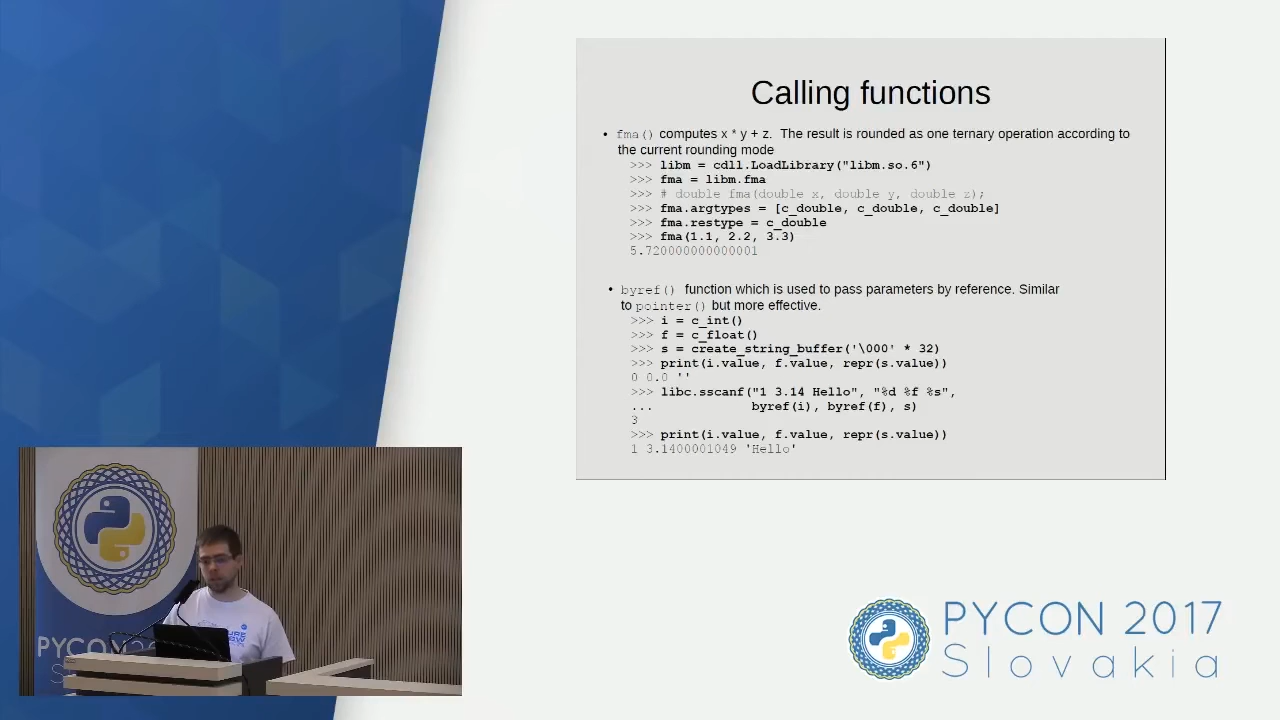 Calling functions
• fma() computes x * y + z. The result is rounded as one ternary operation according to
the current rounding mode
>>> libm = cdll.LoadLibrary("libm.so.6")
>>> fma = libm.fma
>>> # double fma(double x, double y, double z);
>>> fma.argtypes = [c_double, c_double, c_double]
>>> fma.restype = c_double
>>> fma(1.1, 2.2, 3.3)
5.720000000000001
• byref() function which is used to pass parameters by reference. Similar
to pointer() but more effective.
>>> i = c_int()
>>> f = c_float()
>>> s = create_string_buffer('\000' * 32)
>>> print(i.value, f.value, repr(s.value))
0 0.0 ''
>>> libc.sscanf("1 3.14 Hello", "%d %f %s",
... byref(i), byref(f), s)
3
>>> print(i.value, f.value, repr(s.value))
1 3.1400001049 'Hello'
PYCON 2017
Slovakia
PYCON